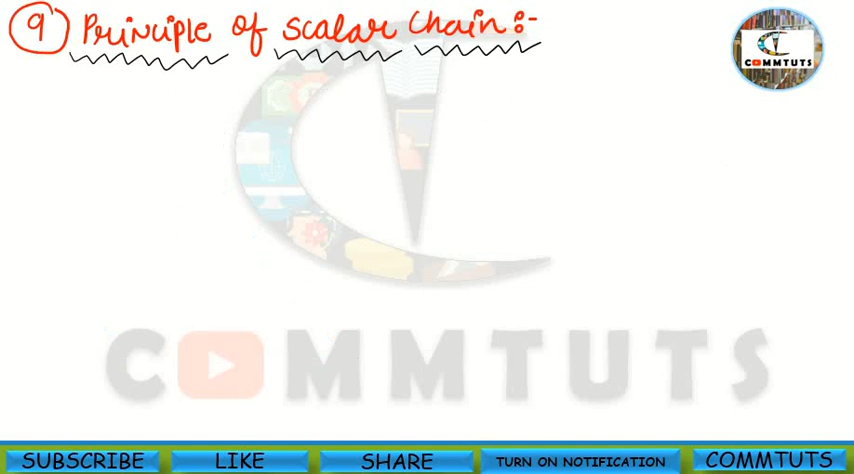 9) Principle of Scalar Chain :-
COMMTUTS
COMMTUTS
SUBSCRIBE LIKE SHARE TURN ON NOTIFICATION COMMTUTS